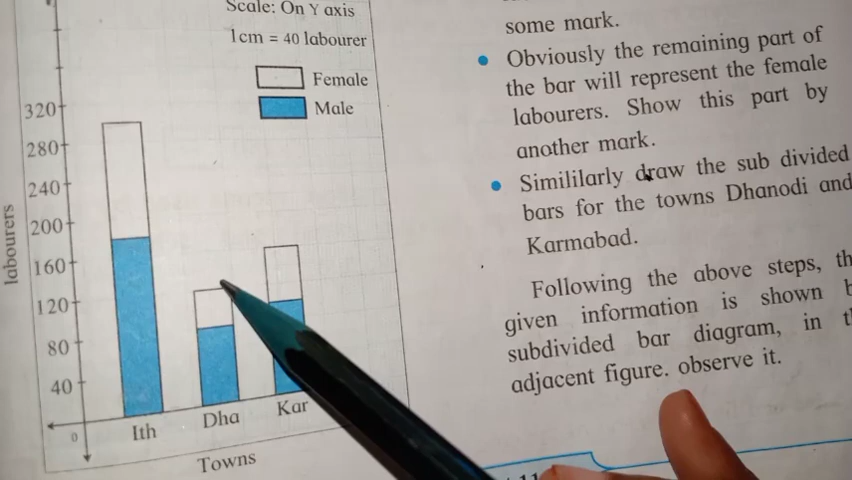 Scale: On Y axis
1cm = 40 labourer
Female
Male
320
280
240
200
160
120
80
40
0
labourers
Ith
Dha
Kar
Towns
some mark.
• Obviously the remaining part of
the bar will represent the female
labourers. Show this part by
another mark.
• Simililarly draw the sub divided
bars for the towns Dhanodi and
Karmabad.
Following the above steps,
given information is shown
subdivided bar diagram, in
adjacent figure. observe it.